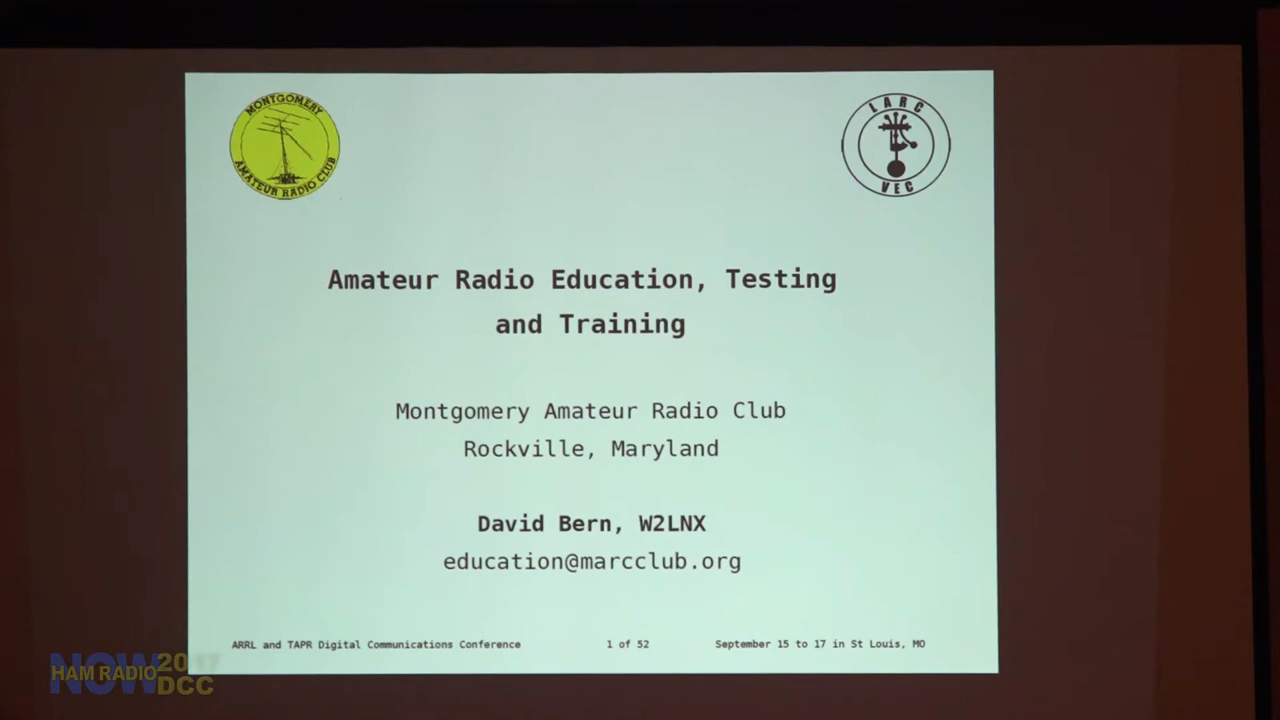 MONTGOMERY
AMATEUR RADIO CLUB
LARC
VEC
Amateur Radio Education, Testing
and Training
Montgomery Amateur Radio Club
Rockville, Maryland
David Bern, W2LNX
education@marcclub.org
ARRL and TAPR Digital Communications Conference
1 of 52
September 15 to 17 in St Louis, MO
HAM RADIO
NOW
2017
DCC